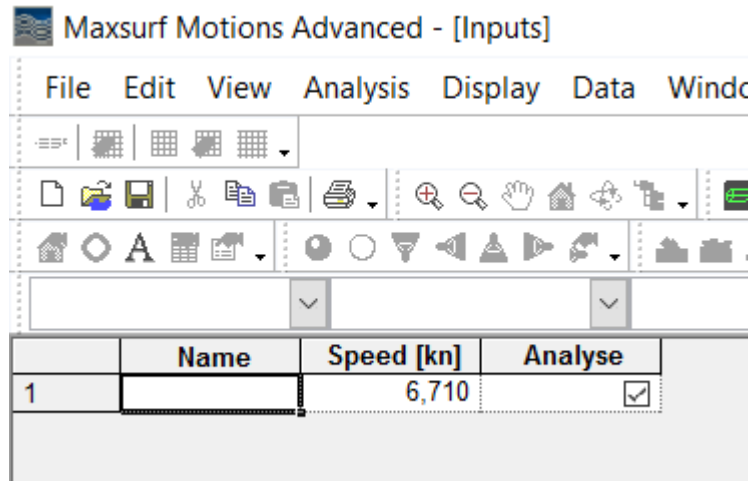 Maxsurf Motions Advanced - [Inputs]
File Edit View Analysis Display Data
Name Speed [kn] Analyse
1 6,710